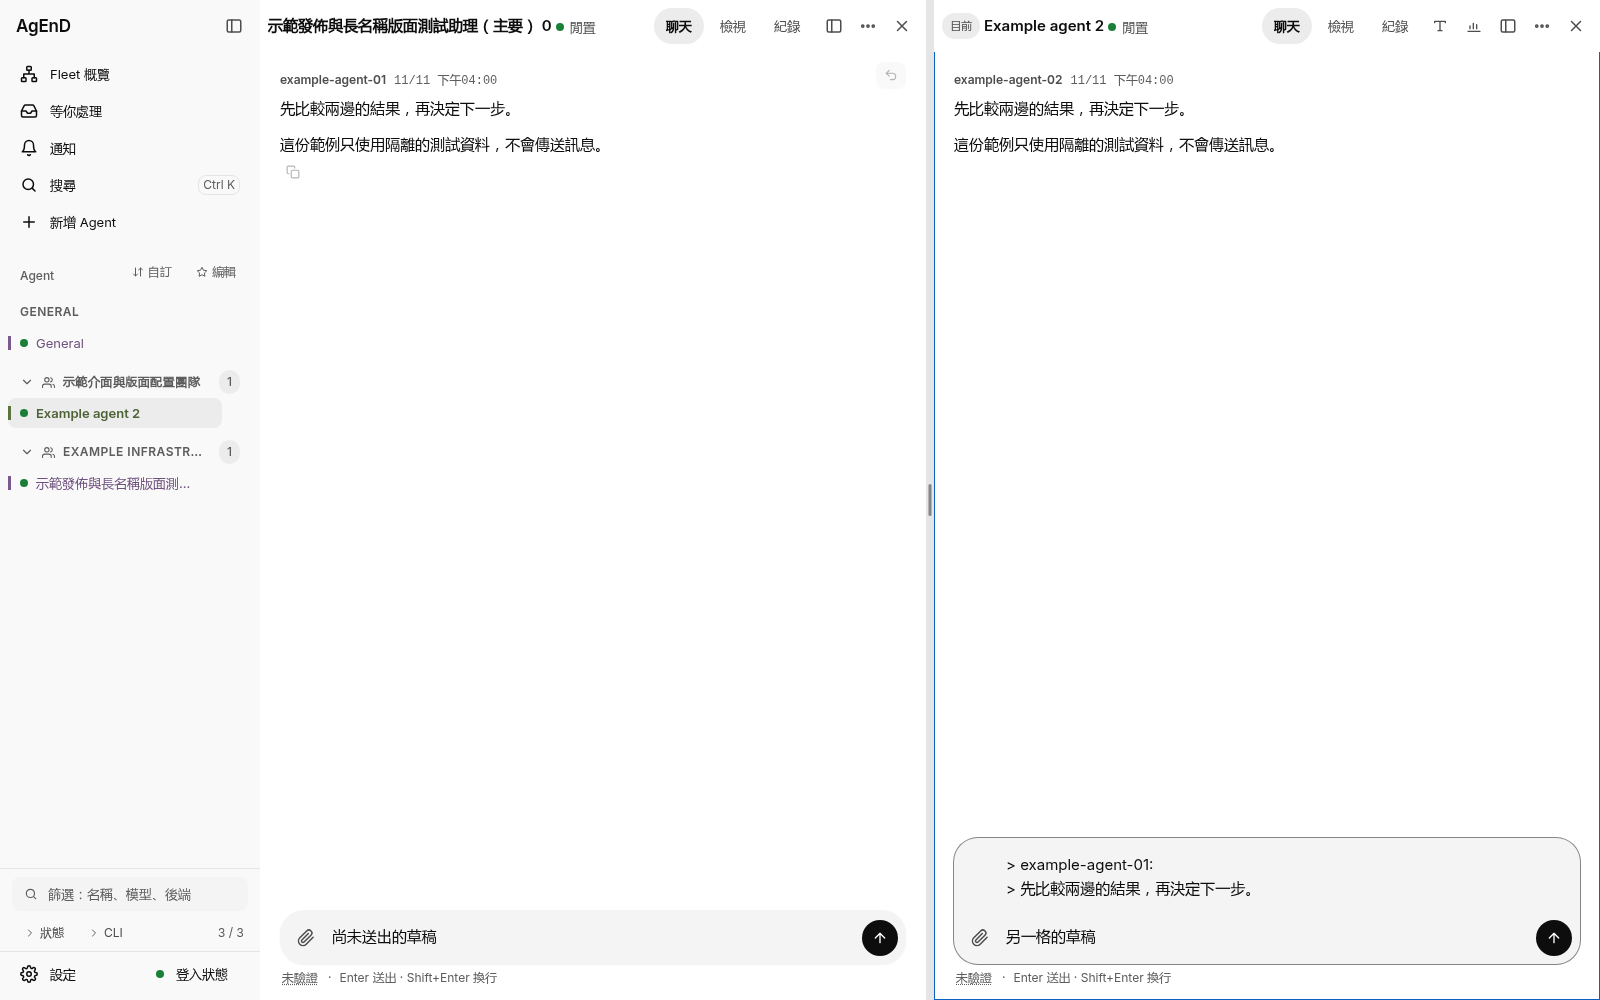 AgEnD
Fleet 概覽
等你處理
通知
搜尋 Ctrl K
新增 Agent
Agent 自訂 編輯
GENERAL
General
示範介面與版面配置團隊 1
Example agent 2
EXAMPLE INFRASTR... 1
示範發佈與長名稱版面測...
篩選：名稱、模型、後端
狀態 CLI 3 / 3
設定 登入狀態
示範發佈與長名稱版面測試助理（主要）0 閒置 聊天 檢視 紀錄
example-agent-01 11/11 下午04:00
先比較兩邊的結果，再決定下一步。
這份範例只使用隔離的測試資料，不會傳送訊息。
尚未送出的草稿
未驗證 · Enter 送出 · Shift+Enter 換行
目前 Example agent 2 閒置 聊天 檢視 紀錄
example-agent-02 11/11 下午04:00
先比較兩邊的結果，再決定下一步。
這份範例只使用隔離的測試資料，不會傳送訊息。
> example-agent-01:
> 先比較兩邊的結果，再決定下一步。
另一格的草稿
未驗證 · Enter 送出 · Shift+Enter 換行